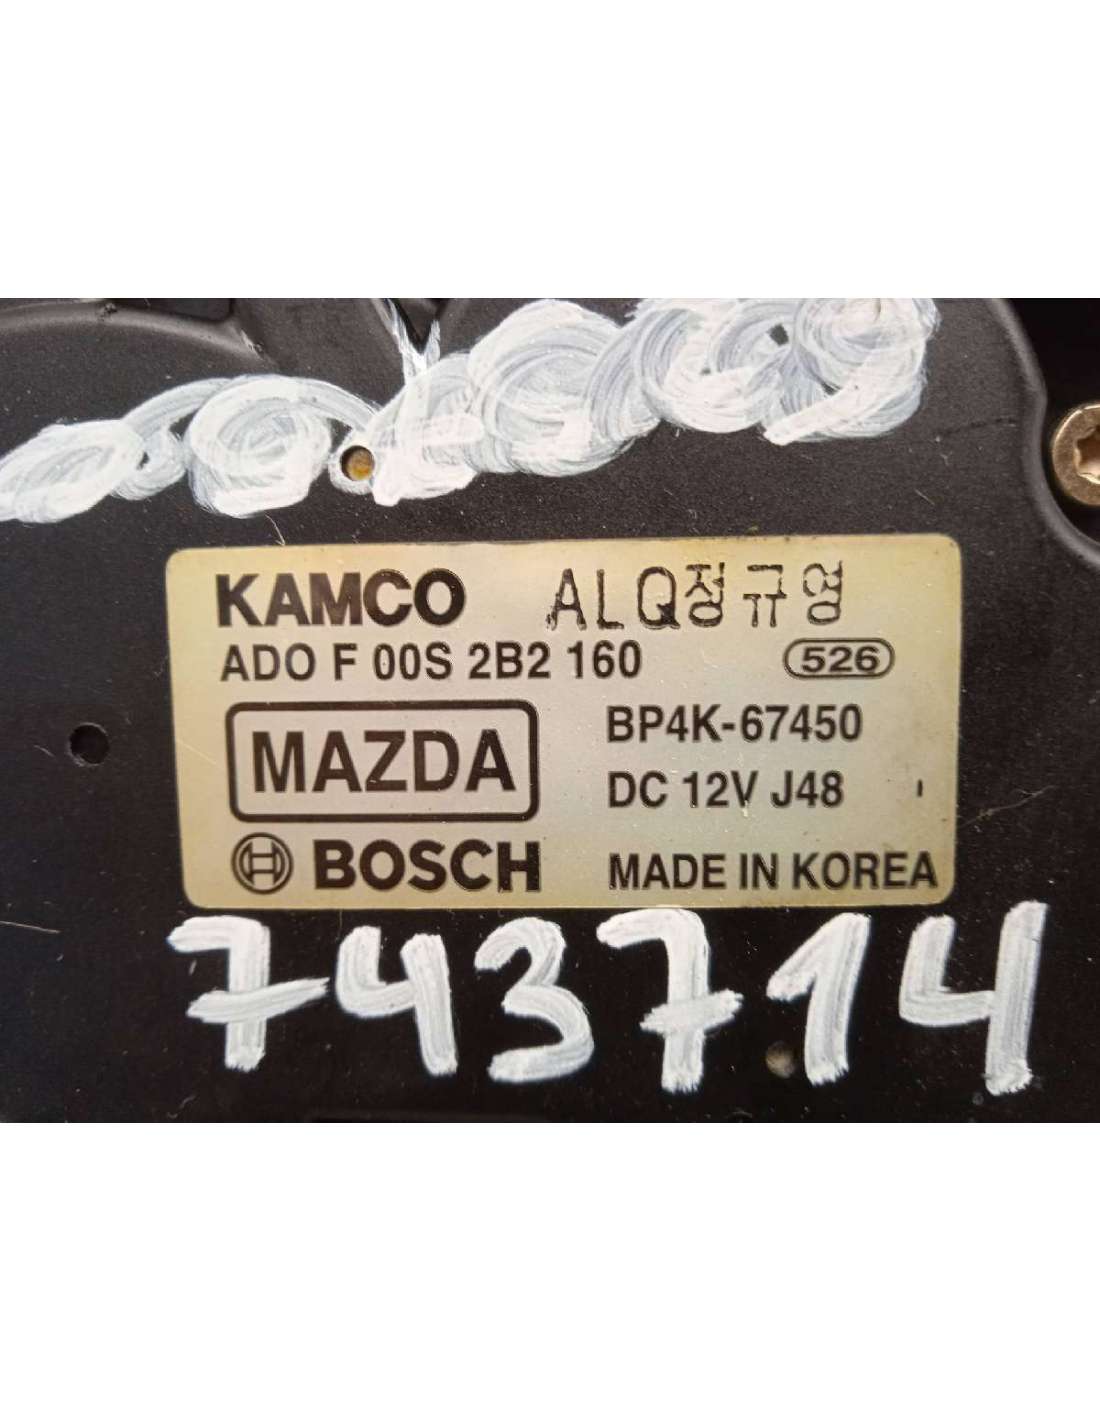 KAMCO ALQ정규영
ADO F 00S 2B2 160 526
MAZDA BP4K-67450
DC 12V J48
BOSCH MADE IN KOREA
743714